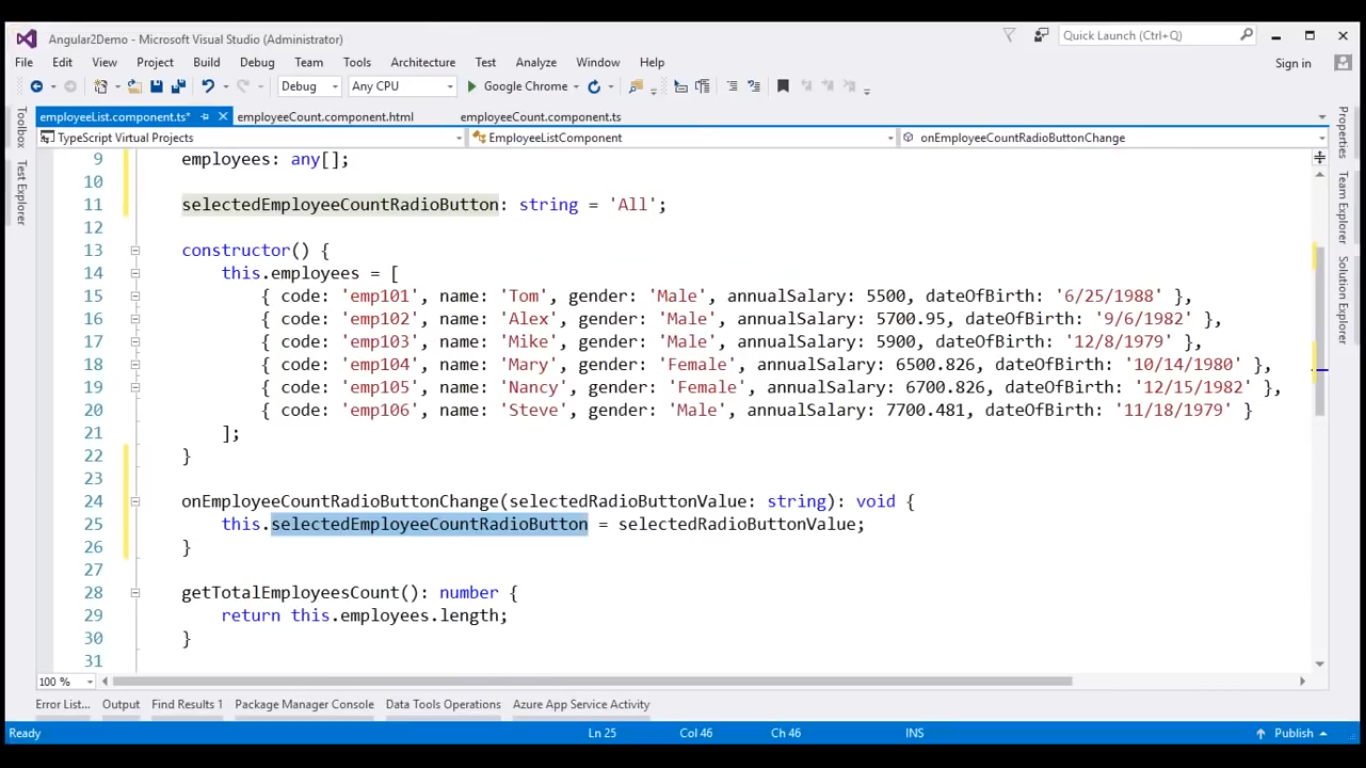 Angular2Demo - Microsoft Visual Studio (Administrator)
Quick Launch (Ctrl+Q)
File Edit View Project Build Debug Team Tools Architecture Test Analyze Window Help
Sign in
Debug Any CPU Google Chrome
employeeList.component.ts* employeeCount.component.html employeeCount.component.ts
TypeScript Virtual Projects EmployeeListComponent onEmployeeCountRadioButtonChange
Toolbox
Test Explorer
9 employees: any[];
10
11 selectedEmployeeCountRadioButton: string = 'All';
12
13 constructor() {
14 this.employees = [
15 { code: 'emp101', name: 'Tom', gender: 'Male', annualSalary: 5500, dateOfBirth: '6/25/1988' },
16 { code: 'emp102', name: 'Alex', gender: 'Male', annualSalary: 5700.95, dateOfBirth: '9/6/1982' },
17 { code: 'emp103', name: 'Mike', gender: 'Male', annualSalary: 5900, dateOfBirth: '12/8/1979' },
18 { code: 'emp104', name: 'Mary', gender: 'Female', annualSalary: 6500.826, dateOfBirth: '10/14/1980' },
19 { code: 'emp105', name: 'Nancy', gender: 'Female', annualSalary: 6700.826, dateOfBirth: '12/15/1982' },
20 { code: 'emp106', name: 'Steve', gender: 'Male', annualSalary: 7700.481, dateOfBirth: '11/18/1979' }
21 ];
22 }
23
24 onEmployeeCountRadioButtonChange(selectedRadioButtonValue: string): void {
25 this.selectedEmployeeCountRadioButton = selectedRadioButtonValue;
26 }
27
28 getTotalEmployeesCount(): number {
29 return this.employees.length;
30 }
31
Properties
Team Explorer
Solution Explorer
100 %
Error List... Output Find Results 1 Package Manager Console Data Tools Operations Azure App Service Activity
Ready Ln 25 Col 46 Ch 46 INS Publish